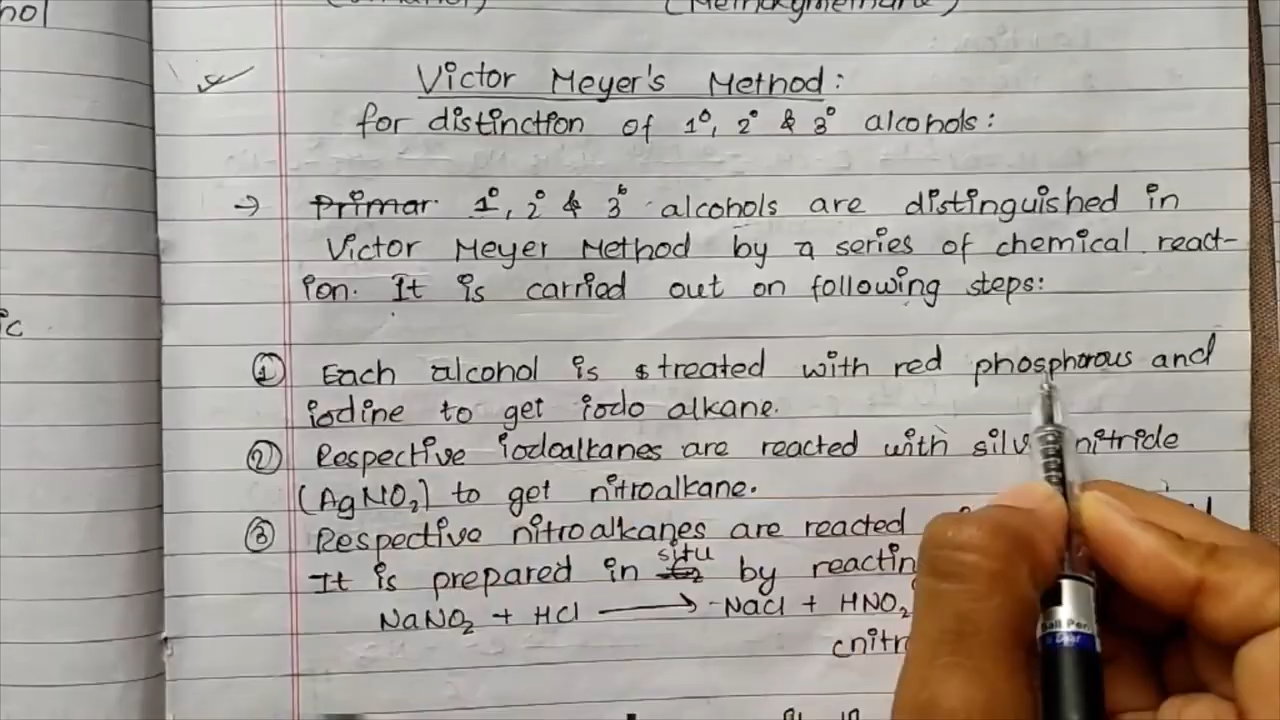 nol
Victor Meyer's Method:
for distinction of 1°, 2° & 3° alcohols:
→ Primar 1°, 2° & 3° alcohols are distinguished in
Victor Meyer Method by a series of chemical react-
ion. It is carried out on following steps:
ic
① Each alcohol is treated with red phosphorous and
iodine to get iodo alkane.
② Respective iodoalkanes are reacted with silv nitride
(AgNO₂) to get nitroalkane.
③ Respective nitroalkanes are reacted
It is prepared in situ by reactin
NaNO₂ + HCl → NaCl + HNO₂
Ball Pen